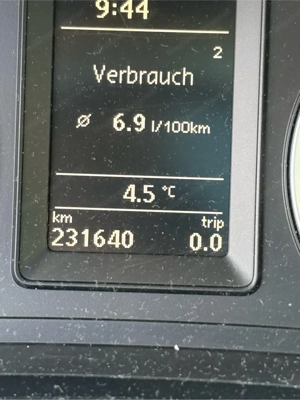 9:44
2
Verbrauch
⌀ 6.9 l/100km
4.5 °C
km trip
231640 0.0